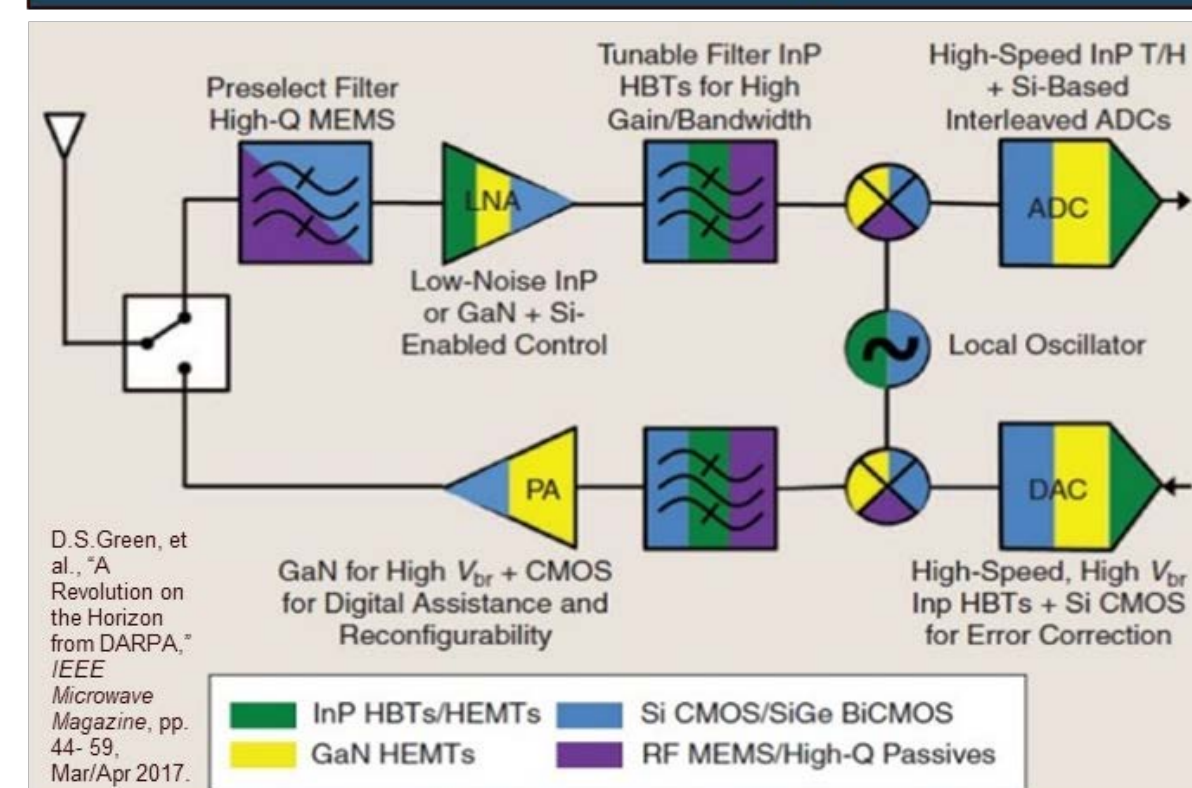 Preselect Filter
High-Q MEMS
Tunable Filter InP
HBTs for High
Gain/Bandwidth
High-Speed InP T/H
+ Si-Based
Interleaved ADCs
LNA
ADC
Low-Noise InP
or GaN + Si-
Enabled Control
Local Oscillator
PA
DAC
GaN for High Vbr + CMOS
for Digital Assistance and
Reconfigurability
High-Speed, High Vbr
Inp HBTs + Si CMOS
for Error Correction
D.S.Green, et
al., “A
Revolution on
the Horizon
from DARPA,”
IEEE
Microwave
Magazine, pp.
44- 59,
Mar/Apr 2017.
InP HBTs/HEMTs
Si CMOS/SiGe BiCMOS
GaN HEMTs
RF MEMS/High-Q Passives